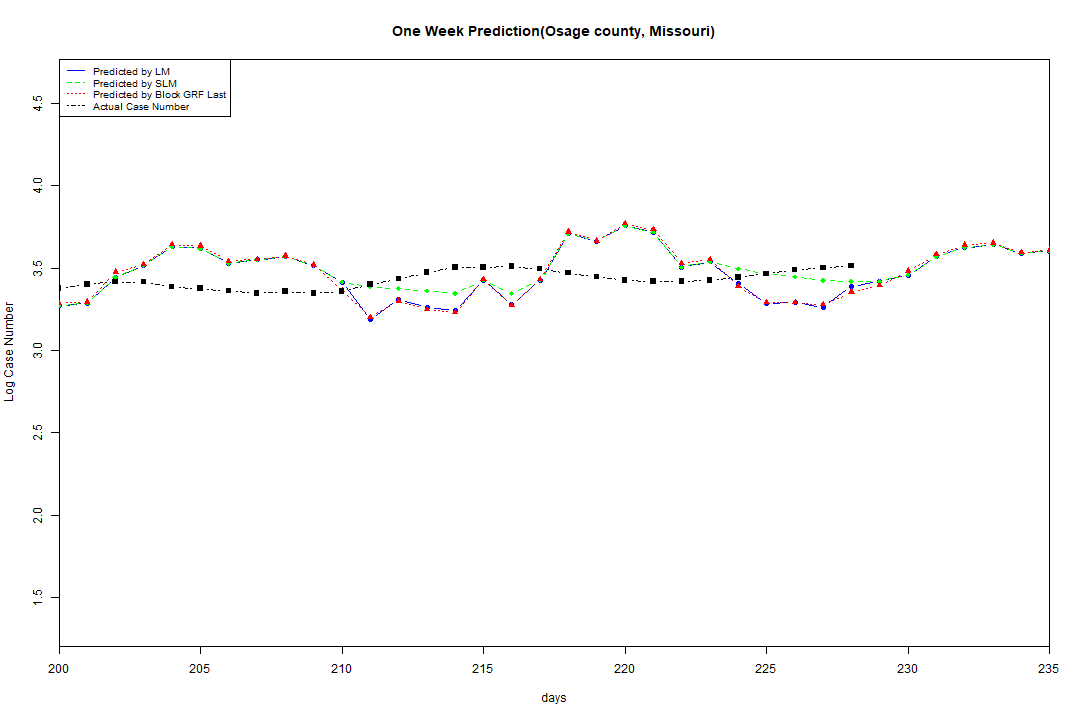 One Week Prediction(Osage county, Missouri)
Predicted by LM
Predicted by SLM
Predicted by Block GRF Last
Actual Case Number
4.5
4.0
3.5
3.0
2.5
2.0
1.5
Log Case Number
200 205 210 215 220 225 230 235
days